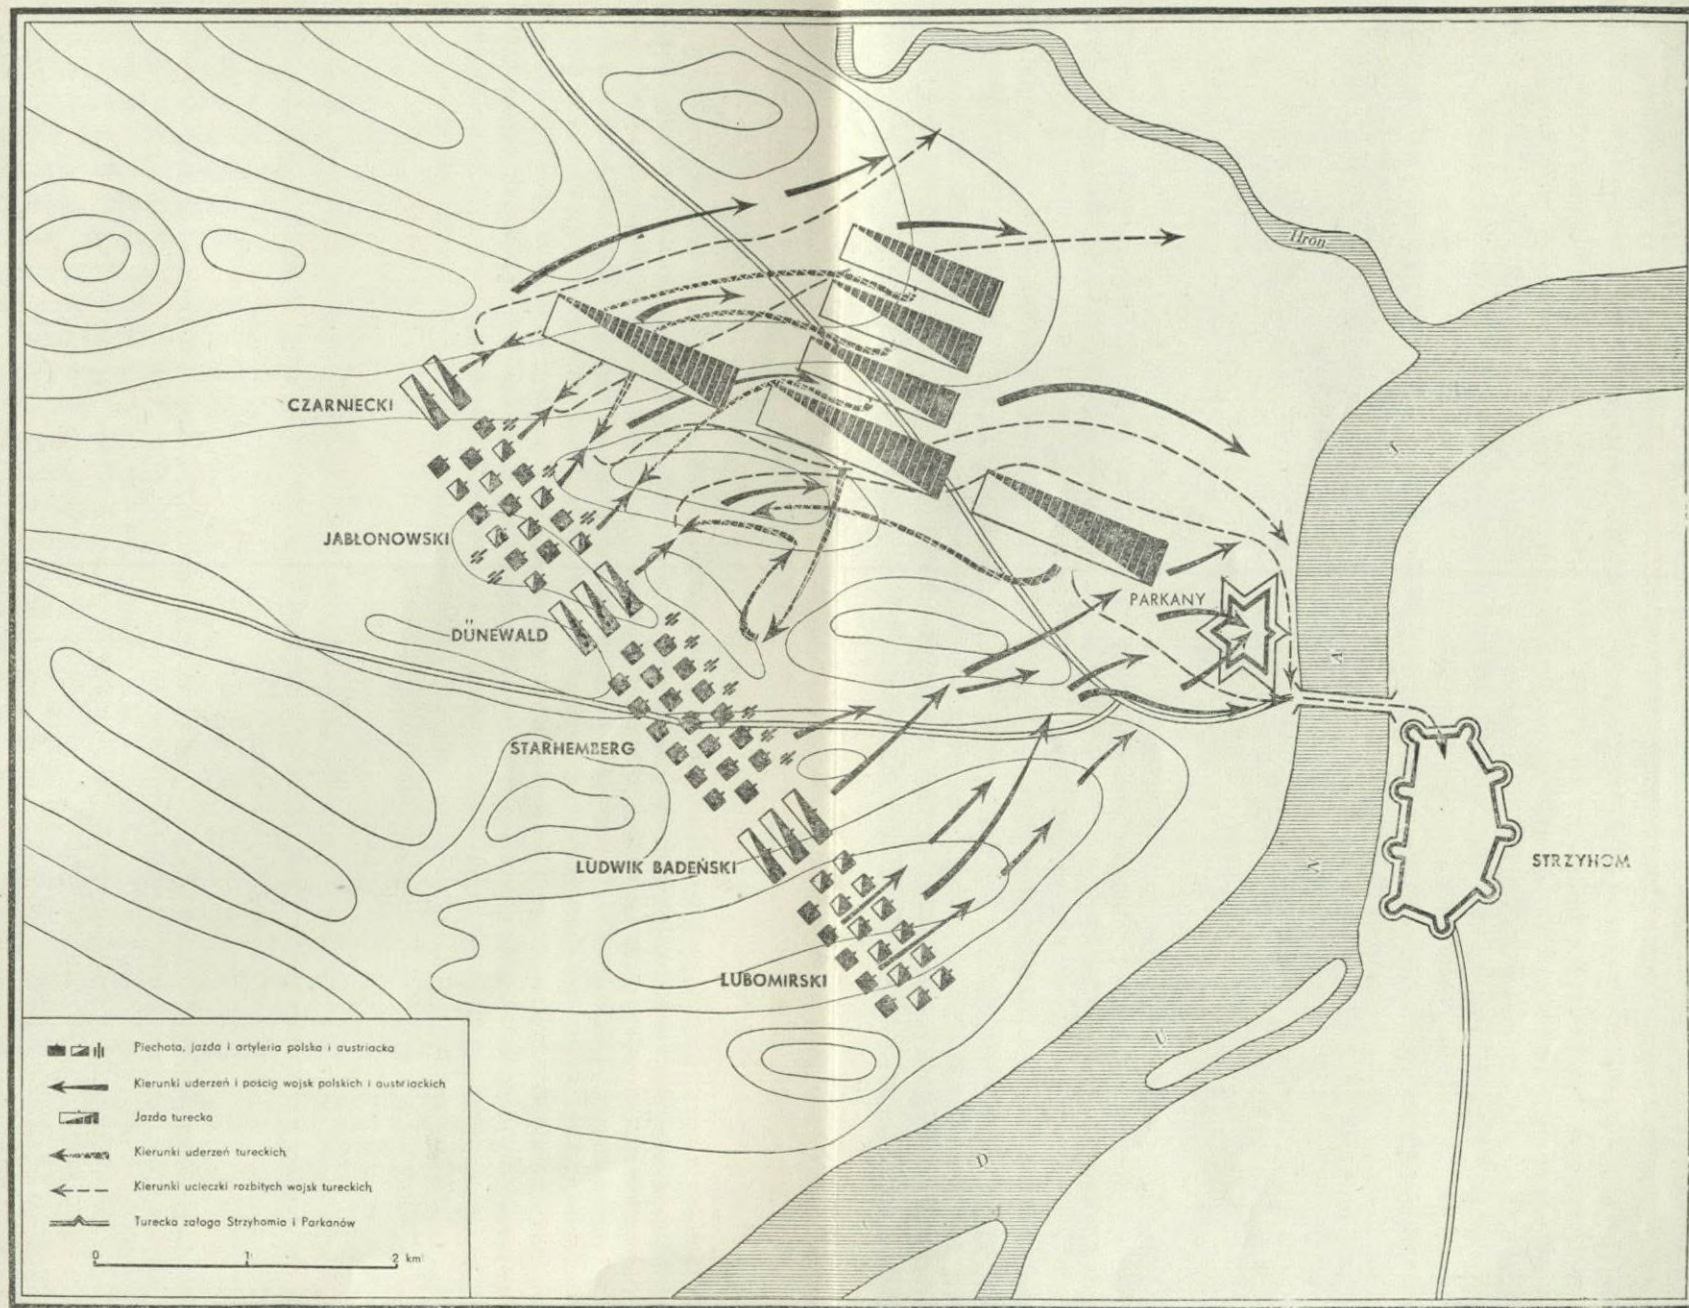 Hron
CZARNIECKI
JABŁONOWSKI
DÜNEWALD
PARKANY
STARHEMBERG
LUDWIK BADEŃSKI
LUBOMIRSKI
STRZYHOM
D U N A J
Piechota, jazda i artyleria polska i austriacka
Kierunki uderzeń i pościg wojsk polskich i austriackich
Jazda turecka
Kierunki uderzeń tureckich
Kierunki ucieczki rozbitych wojsk tureckich
Turecka załoga Strzyhomia i Parkanów
0 1 2 km